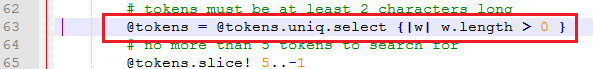 62 # tokens must be at least 2 characters long
63 @tokens = @tokens.uniq.select {|w| w.length > 0 }
64 # no more than 5 tokens to search for
65 @tokens.slice! 5..-1